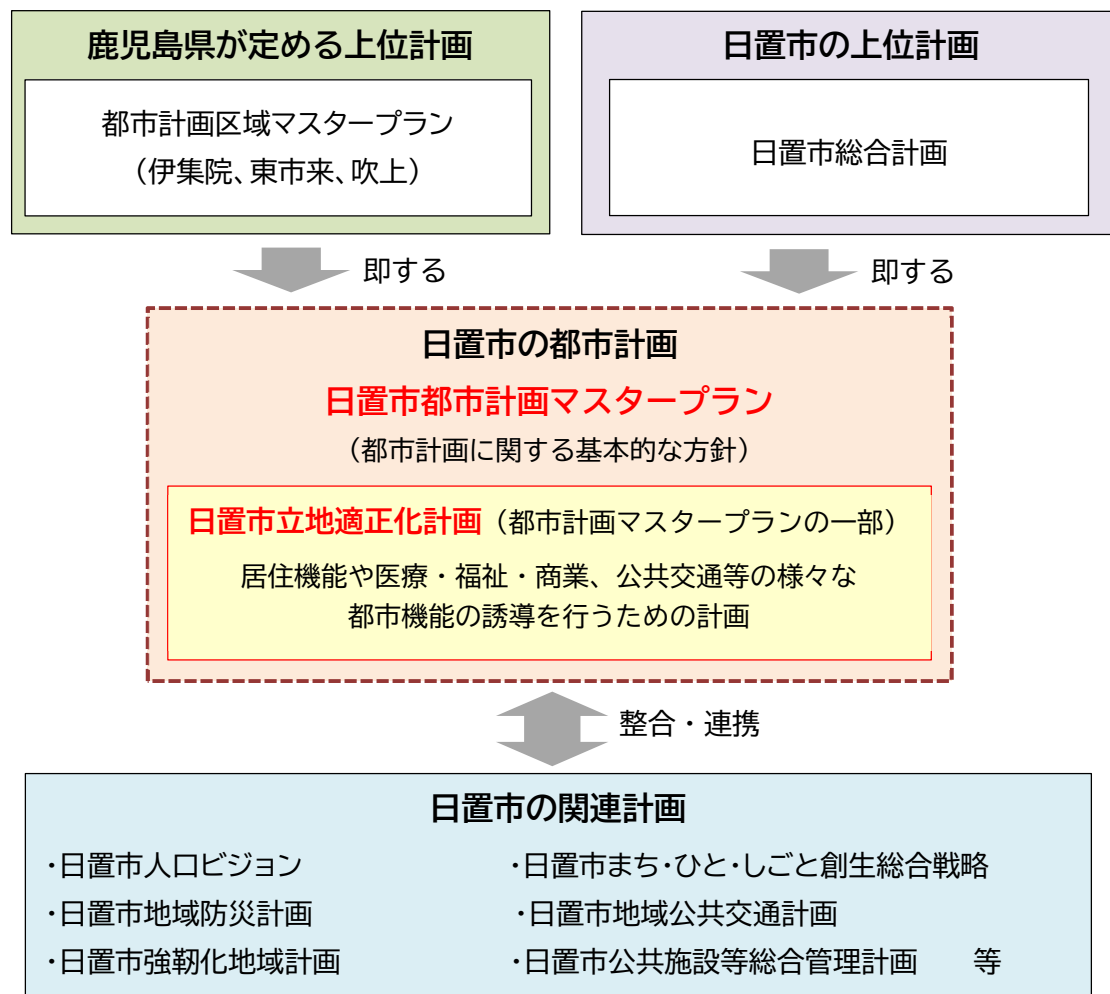 鹿児島県が定める上位計画
都市計画区域マスタープラン
（伊集院、東市来、吹上）
日置市の上位計画
日置市総合計画
即する
即する
日置市の都市計画
日置市都市計画マスタープラン
（都市計画に関する基本的な方針）
日置市立地適正化計画（都市計画マスタープランの一部）
居住機能や医療・福祉・商業、公共交通等の様々な
都市機能の誘導を行うための計画
整合・連携
日置市の関連計画
・日置市人口ビジョン ・日置市まち・ひと・しごと創生総合戦略
・日置市地域防災計画 ・日置市地域公共交通計画
・日置市強靭化地域計画 ・日置市公共施設等総合管理計画 等